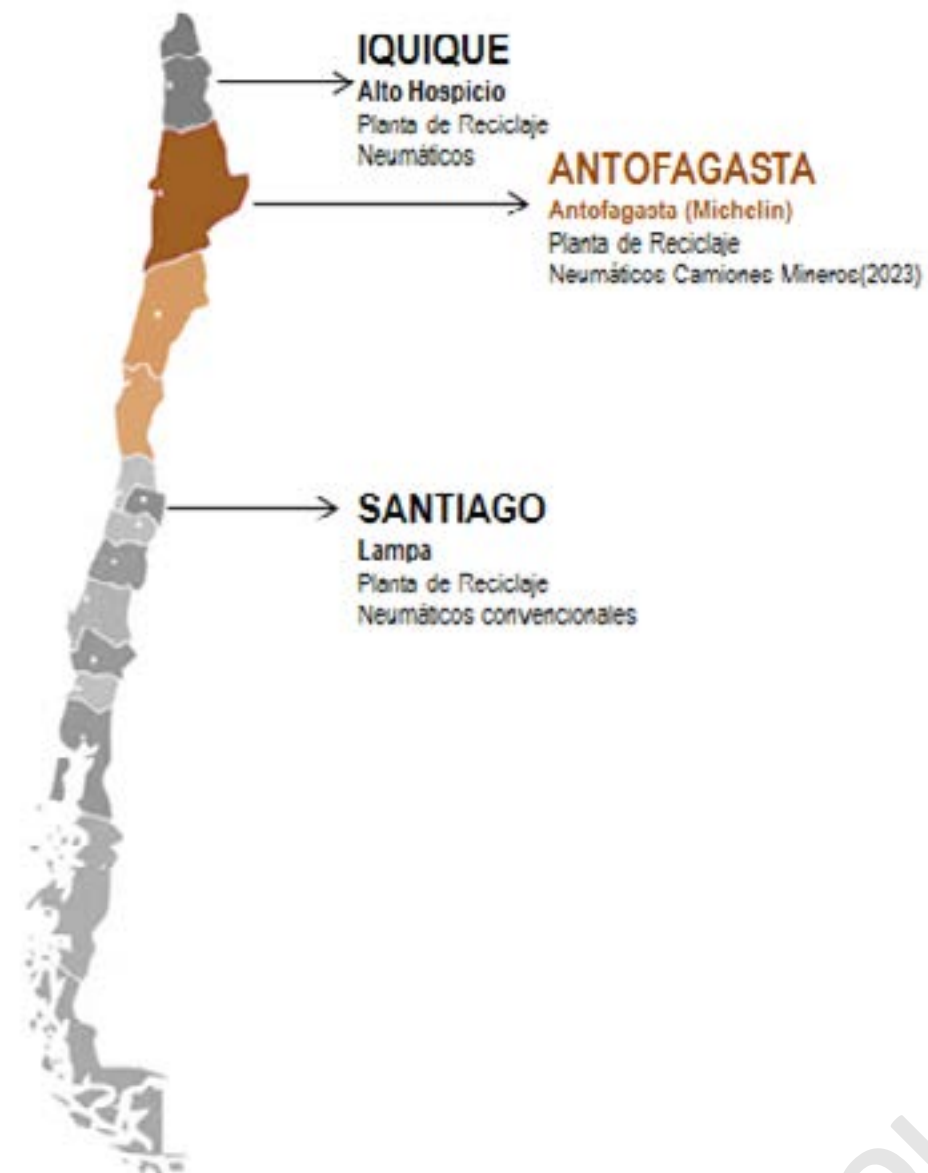 IQUIQUE
Alto Hospicio
Planta de Reciclaje
Neumáticos
ANTOFAGASTA
Antofagasta (Michelin)
Planta de Reciclaje
Neumáticos Camiones Mineros(2023)
SANTIAGO
Lampa
Planta de Reciclaje
Neumáticos convencionales